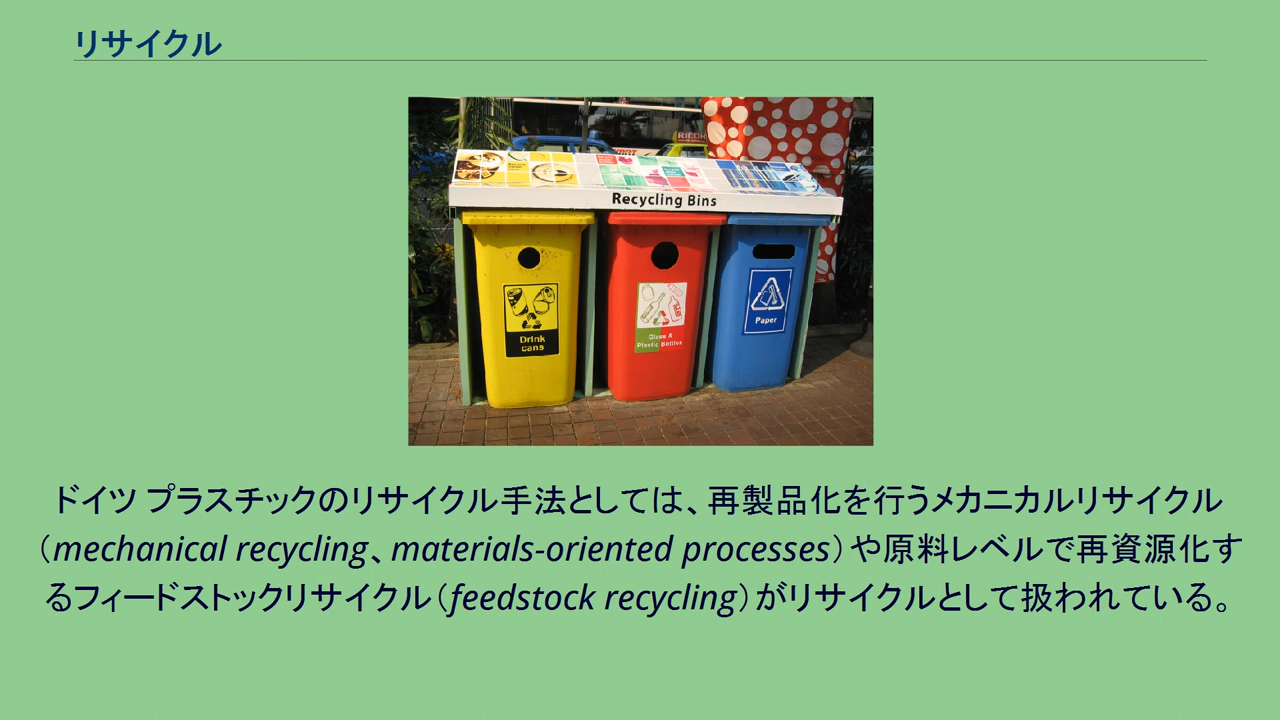 リサイクル
RICOH
Recycling Bins
Drink
cans
Glass &
Plastic Bottles
Paper
ドイツ プラスチックのリサイクル手法としては、再製品化を行うメカニカルリサイクル
（mechanical recycling、materials-oriented processes）や原料レベルで再資源化す
るフィードストックリサイクル（feedstock recycling）がリサイクルとして扱われている。